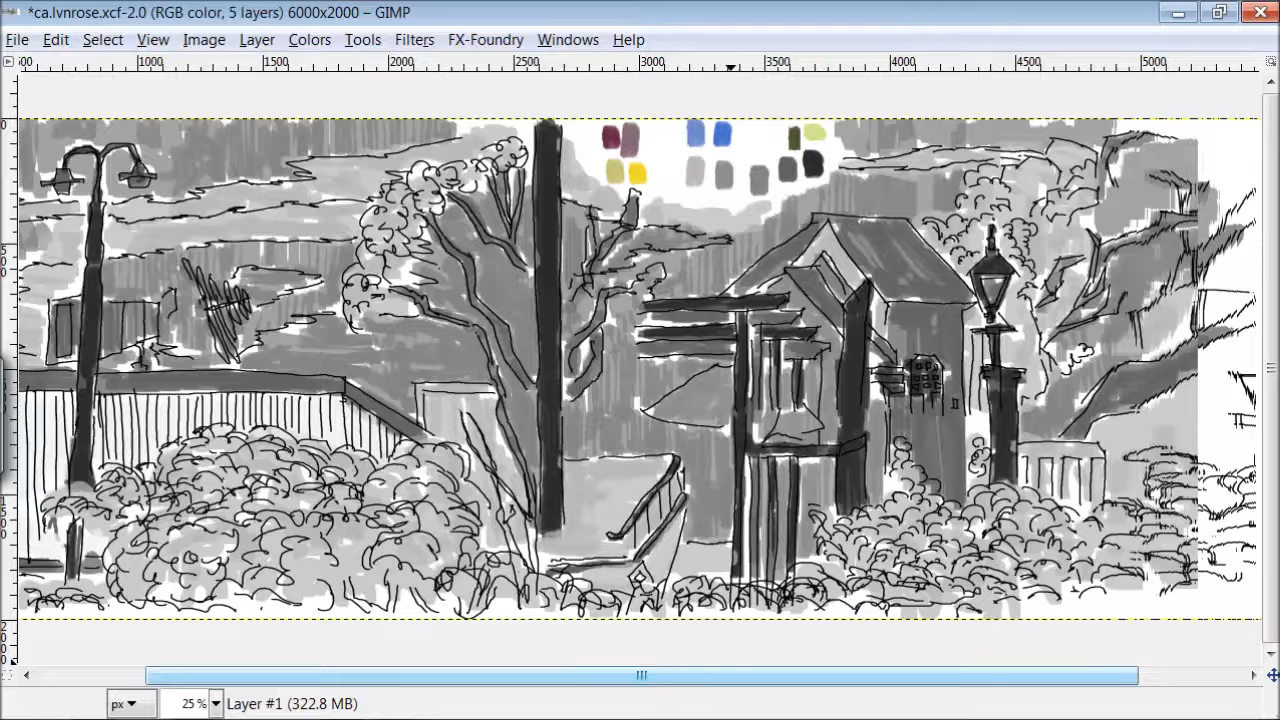 *ca.lvnrose.xcf-2.0 (RGB color, 5 layers) 6000x2000 – GIMP
File Edit Select View Image Layer Colors Tools Filters FX-Foundry Windows Help
1000 1500 2000 2500 3000 3500 4000 4500 5000
px 25 % Layer #1 (322.8 MB)